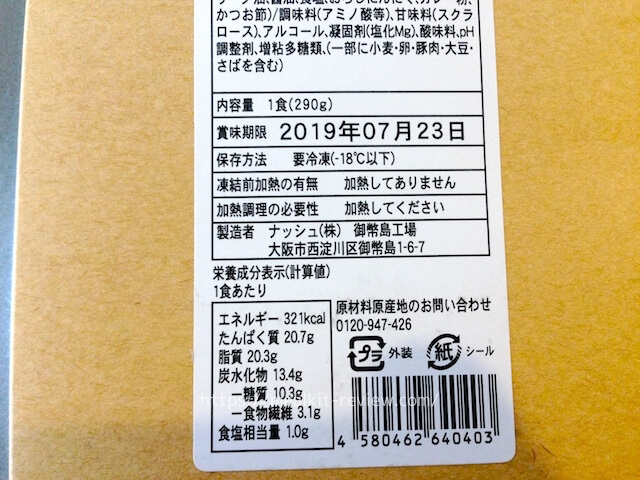 かつお節)/調味料(アミノ酸等)、甘味料(スクラ
ロース)、アルコール、凝固剤(塩化Mg)、酸味料、pH
調整剤、増粘多糖類、(一部に小麦・卵・豚肉・大豆・
さばを含む)
内容量 1食(290g)
賞味期限 2019年07月23日
保存方法 要冷凍(-18℃以下)
凍結前加熱の有無 加熱してありません
加熱調理の必要性 加熱してください
製造者 ナッシュ(株) 御幣島工場
大阪市西淀川区御幣島1-6-7
栄養成分表示(計算値)
1食あたり
エネルギー 321kcal
たんぱく質 20.7g
脂質 20.3g
炭水化物 13.4g
―糖質 10.3g
―食物繊維 3.1g
食塩相当量 1.0g
原材料原産地のお問い合わせ
0120-947-426
プラ 外装 紙 シール
4 580462 640403